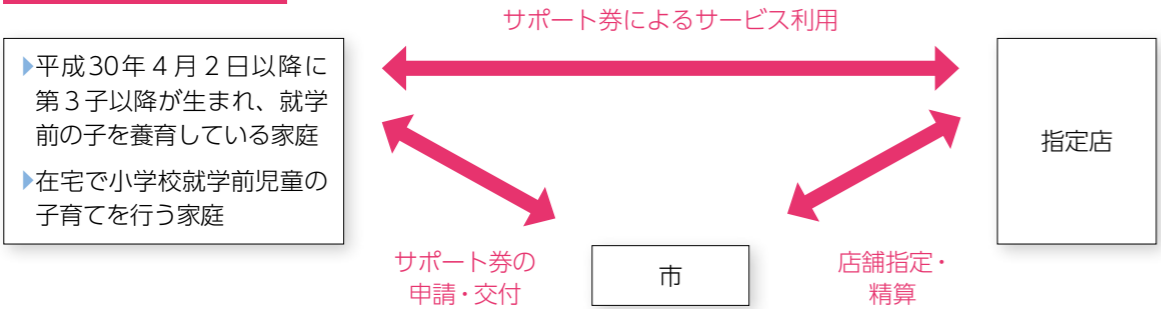 サポート券によるサービス利用
▶平成30年４月２日以降に
第３子以降が生まれ、就学
前の子を養育している家庭
▶在宅で小学校就学前児童の
子育てを行う家庭
指定店
サポート券の
申請・交付
市
店舗指定・
精算